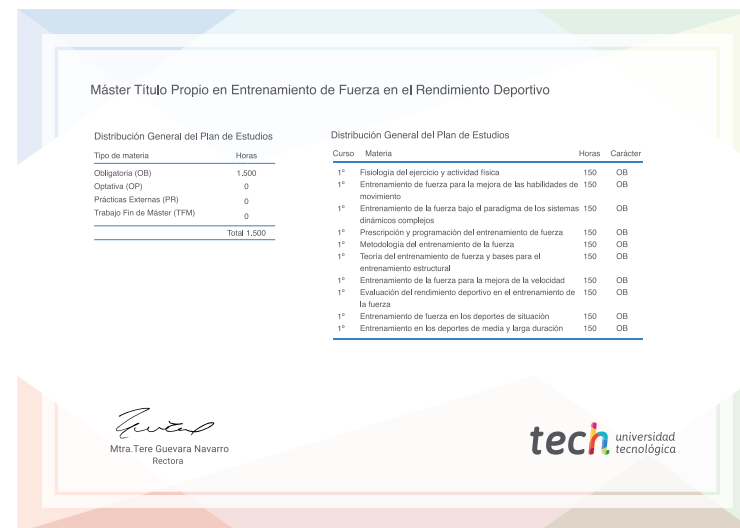 Máster Título Propio en Entrenamiento de Fuerza en el Rendimiento Deportivo
Distribución General del Plan de Estudios
Tipo de materia Horas
Obligatoria (OB) 1.500
Optativa (OP) 0
Prácticas Externas (PR) 0
Trabajo Fin de Máster (TFM) 0
Total 1.500
Distribución General del Plan de Estudios
Curso Materia Horas Carácter
1º Fisiología del ejercicio y actividad física 150 OB
1º Entrenamiento de fuerza para la mejora de las habilidades de 150 OB
movimiento
1º Entrenamiento de la fuerza bajo el paradigma de los sistemas 150 OB
dinámicos complejos
1º Prescripción y programación del entrenamiento de fuerza 150 OB
1º Metodología del entrenamiento de la fuerza 150 OB
1º Teoría del entrenamiento de fuerza y bases para el 150 OB
entrenamiento estructural
1º Entrenamiento de la fuerza para la mejora de la velocidad 150 OB
1º Evaluación del rendimiento deportivo en el entrenamiento de 150 OB
la fuerza
1º Entrenamiento de fuerza en los deportes de situación 150 OB
1º Entrenamiento en los deportes de media y larga duración 150 OB
Mtra.Tere Guevara Navarro
Rectora
tech universidad
tecnológica